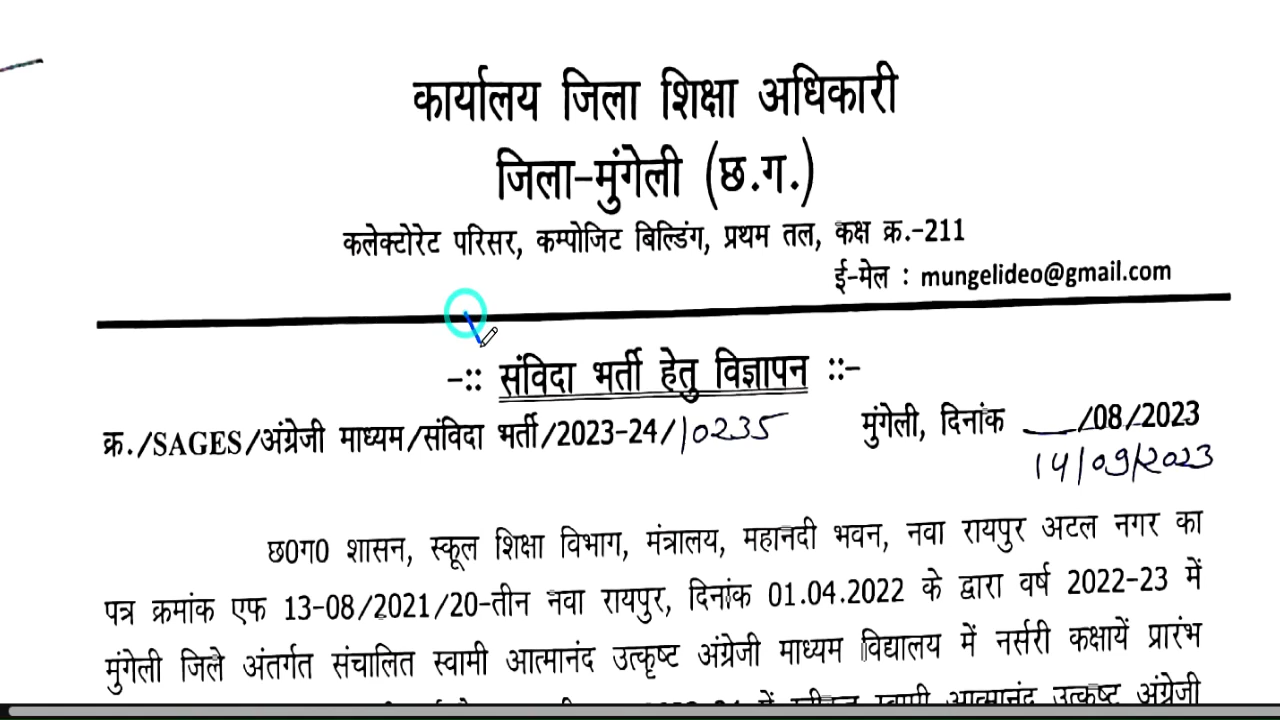 कार्यालय जिला शिक्षा अधिकारी
जिला-मुंगेली (छ.ग.)
कलेक्टोरेट परिसर, कम्पोजिट बिल्डिंग, प्रथम तल, कक्ष क्र.-211
ई-मेल : mungelideo@gmail.com
-:: संविदा भर्ती हेतु विज्ञापन ::-
क्र./SAGES/अंग्रेजी माध्यम/संविदा भर्ती/2023-24/10235 मुंगेली, दिनांक ___/08/2023
14/09/2023
छ0ग0 शासन, स्कूल शिक्षा विभाग, मंत्रालय, महानदी भवन, नवा रायपुर अटल नगर का
पत्र क्रमांक एफ 13-08/2021/20-तीन नवा रायपुर, दिनांक 01.04.2022 के द्वारा वर्ष 2022-23 में
मुंगेली जिले अंतर्गत संचालित स्वामी आत्मानंद उत्कृष्ट अंग्रेजी माध्यम विद्यालय में नर्सरी कक्षायें प्रारंभ
में स्वामी आत्मानंद उत्कृष्ट अंग्रेजी